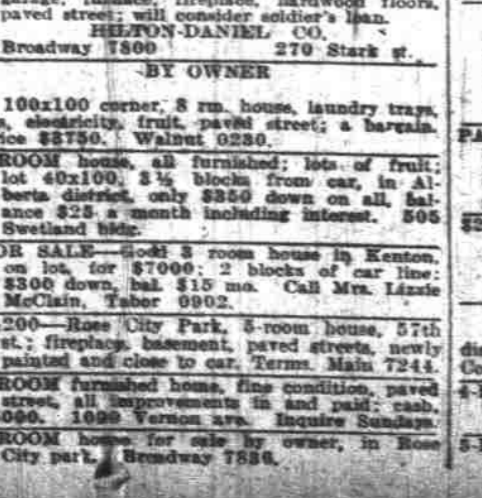 paved street; will consider soldier's loan.
HILTON-DANIEL CO.
Broadway 7800 270 Stark st.
BY OWNER
100x100 corner, 8 rm. house, laundry trays,
electricity, fruit, paved street; a bargain.
ice $3750. Walnut 0280.
ROOM house, all furnished; lots of fruit;
lot 40x100, 3½ blocks from car, in Al-
berta district, only $350 down on all, bal-
ance $25 a month including interest. 505
Swetland bldg.
OR SALE—Good 3 room house in Kenton,
on lot, for $7000; 2 blocks of car line;
$300 down, bal. $15 mo. Call Mrs. Lizzie
McClain, Tabor 0902.
200—Rose City Park, 5-room house, 57th
st.; fireplace, basement, paved streets, newly
painted and close to car. Terms. Main 7244.
ROOM furnished home, fine condition, paved
street, all improvements in and paid; cash,
000. Vernon ave. Inquire Sundays.
ROOM house for sale by owner, in Rose
City park. Broadway 7836.